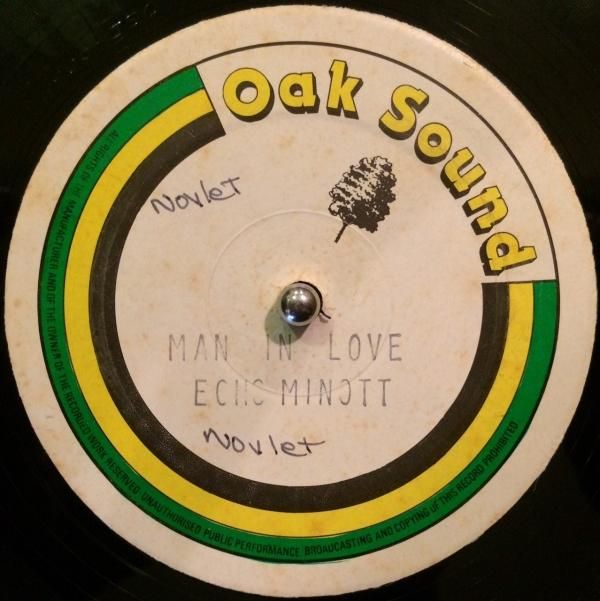 Oak Sound
Novlet
MAN IN LOVE
ECHO MINOTT
Novlet
ALL RIGHTS OF THE MANUFACTURER AND OF THE OWNER OF THE RECORDED WORK RESERVED. UNAUTHORISED PUBLIC PERFORMANCE BROADCASTING AND COPYING OF THIS RECORD PROHIBITED